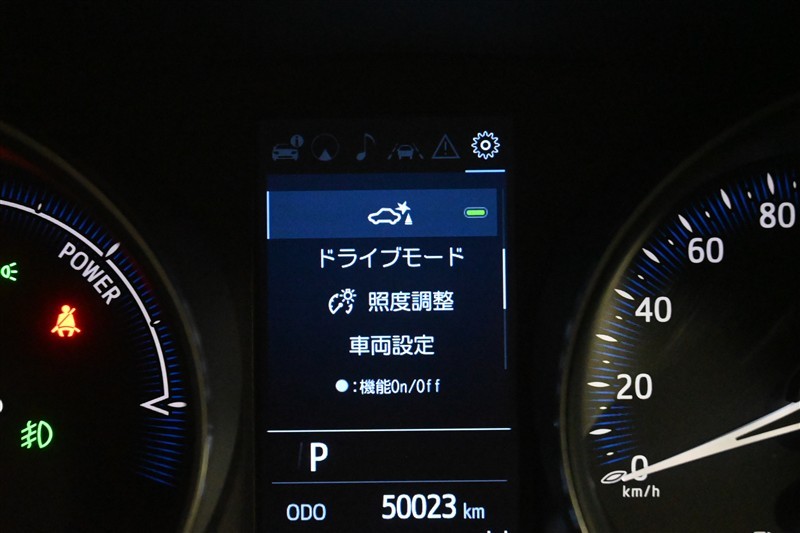 POWER
ドライブモード
照度調整
車両設定
●:機能On/Off
P
ODO 50023 km
80
60
40
20
0
km/h